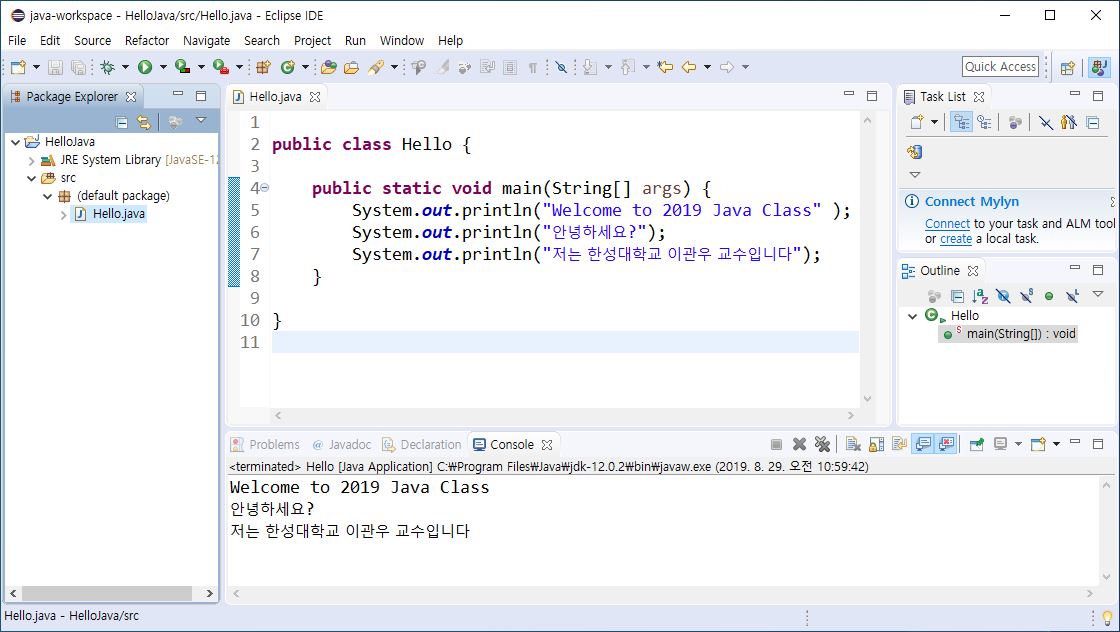 java-workspace - HelloJava/src/Hello.java - Eclipse IDE
File Edit Source Refactor Navigate Search Project Run Window Help
Quick Access
Package Explorer
HelloJava
JRE System Library [JavaSE-12
src
(default package)
Hello.java
Hello.java
1
2 public class Hello {
3
4 public static void main(String[] args) {
5 System.out.println("Welcome to 2019 Java Class" );
6 System.out.println("안녕하세요?");
7 System.out.println("저는 한성대학교 이관우 교수입니다");
8 }
9
10 }
11
Task List
Connect Mylyn
Connect to your task and ALM tool
or create a local task.
Outline
Hello
main(String[]) : void
Problems @ Javadoc Declaration Console
<terminated> Hello [Java Application] C:₩Program Files₩Java₩jdk-12.0.2₩bin₩javaw.exe (2019. 8. 29. 오전 10:59:42)
Welcome to 2019 Java Class
안녕하세요?
저는 한성대학교 이관우 교수입니다
Hello.java - HelloJava/src